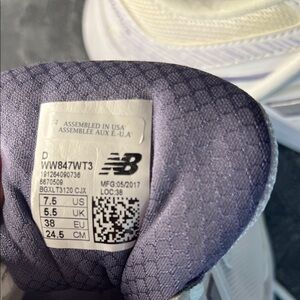 ASSEMBLED IN USA
ASSEMBLÉE AUX É.-U.A
D
WW847WT3
191264090736
6670509
BGXLT3120 CJX
MFG:05/2017
LOC:38
7.5 US
5.5 UK
38 EU
24.5 CM